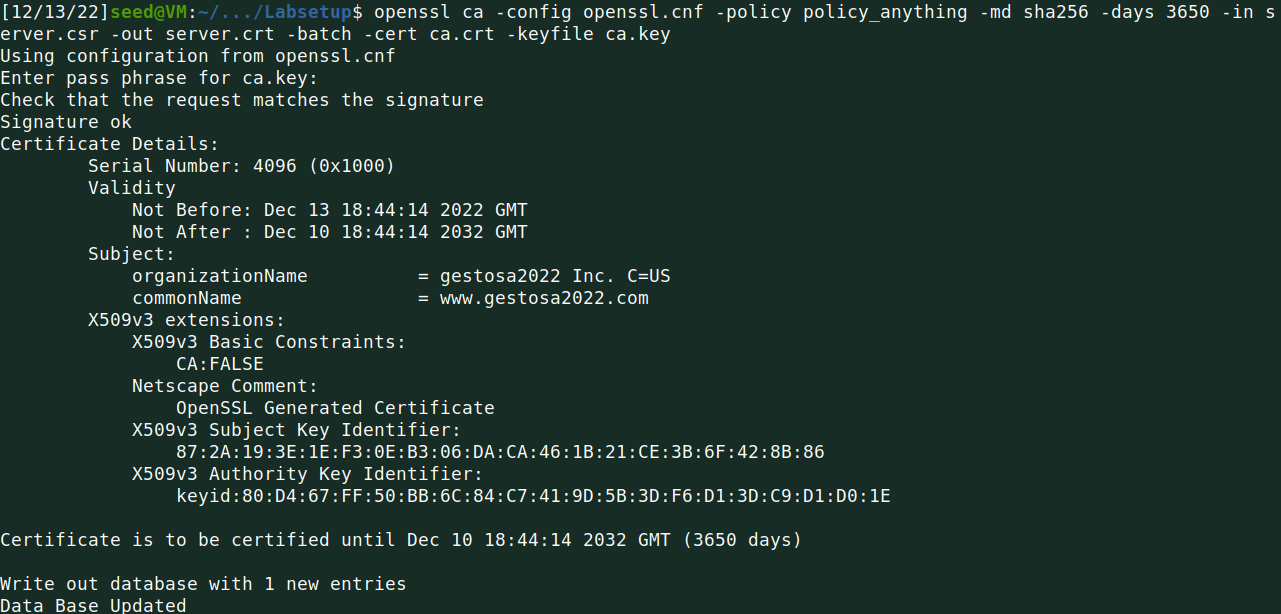 [12/13/22]seed@VM:~/.../Labsetup$ openssl ca -config openssl.cnf -policy policy_anything -md sha256 -days 3650 -in s
erver.csr -out server.crt -batch -cert ca.crt -keyfile ca.key
Using configuration from openssl.cnf
Enter pass phrase for ca.key:
Check that the request matches the signature
Signature ok
Certificate Details:
        Serial Number: 4096 (0x1000)
        Validity
            Not Before: Dec 13 18:44:14 2022 GMT
            Not After : Dec 10 18:44:14 2032 GMT
        Subject:
            organizationName          = gestosa2022 Inc. C=US
            commonName                = www.gestosa2022.com
        X509v3 extensions:
            X509v3 Basic Constraints:
                CA:FALSE
            Netscape Comment:
                OpenSSL Generated Certificate
            X509v3 Subject Key Identifier:
                87:2A:19:3E:1E:F3:0E:B3:06:DA:CA:46:1B:21:CE:3B:6F:42:8B:86
            X509v3 Authority Key Identifier:
                keyid:80:D4:67:FF:50:BB:6C:84:C7:41:9D:5B:3D:F6:D1:3D:C9:D1:D0:1E

Certificate is to be certified until Dec 10 18:44:14 2032 GMT (3650 days)

Write out database with 1 new entries
Data Base Updated